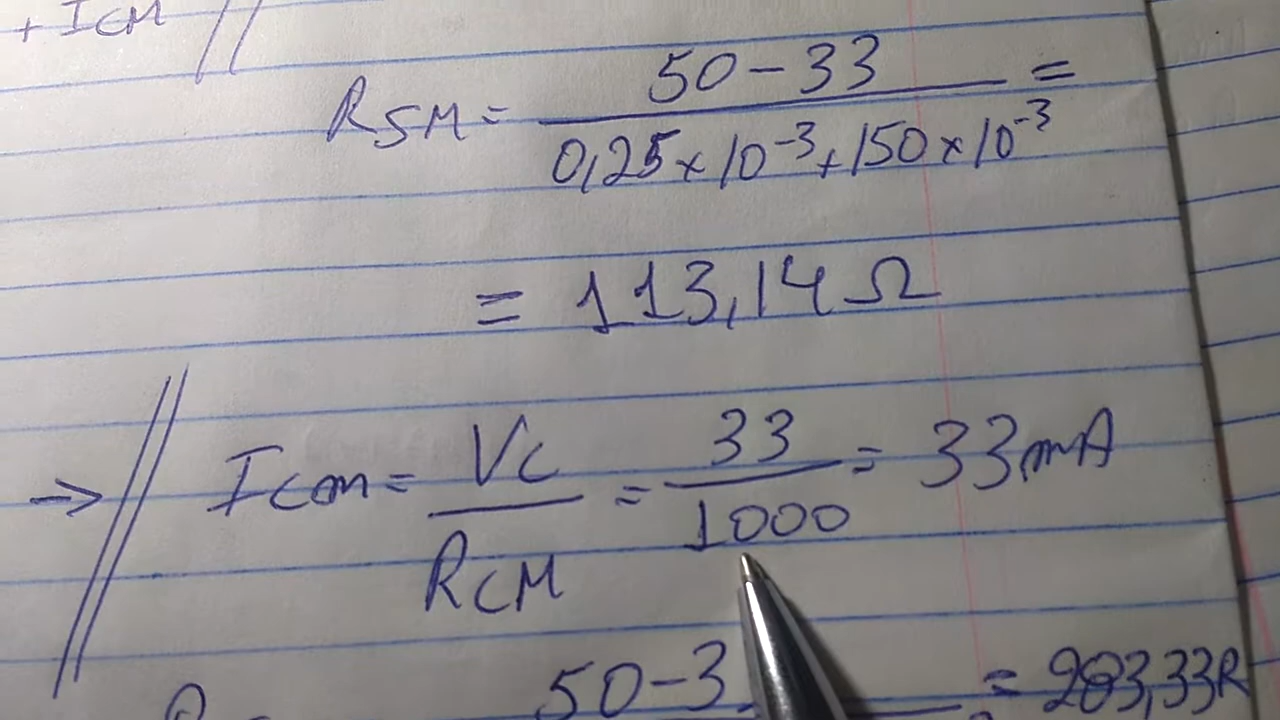 + ICM //
RSM = 50-33 / 0,25×10⁻³+150×10⁻³ =
= 113,14 Ω
→ // ICM = VC / RCM = 33 / 1000 = 33mA
50-3 = 283,33R